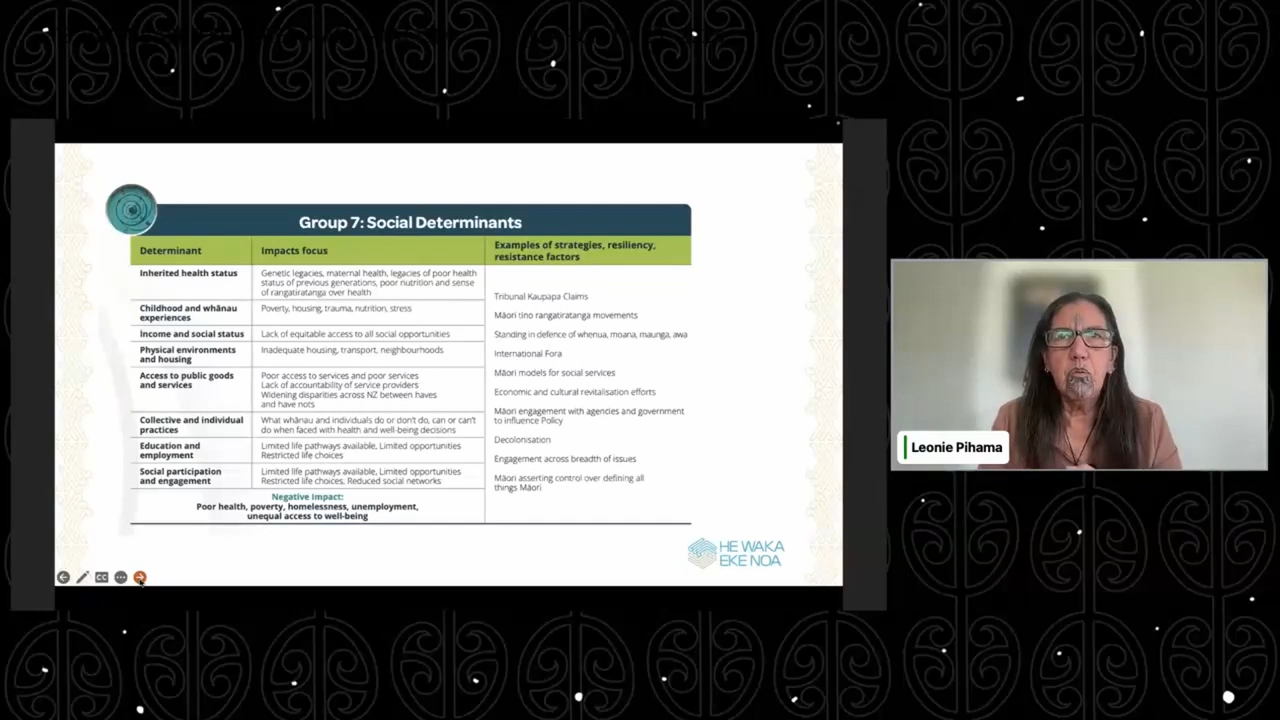 Group 7: Social Determinants
Determinant
Impacts focus
Examples of strategies, resiliency,
resistance factors
Inherited health status
Genetic legacies, maternal health, legacies of poor health
status of previous generations, poor nutrition and sense
of rangatiratanga over health
Childhood and whānau
experiences
Poverty, housing, trauma, nutrition, stress
Income and social status
Lack of equitable access to all social opportunities
Physical environments
and housing
Inadequate housing, transport, neighbourhoods
Access to public goods
and services
Poor access to services and poor services
Lack of accountability of service providers
Widening disparities across NZ between haves
and have nots
Collective and individual
practices
What whānau and individuals do or don't do, can or can't
do when faced with health and well-being decisions
Education and
employment
Limited life pathways available, Limited opportunities
Restricted life choices
Social participation
and engagement
Limited life pathways available, Limited opportunities
Restricted life choices, Reduced social networks
Negative Impact:
Poor health, poverty, homelessness, unemployment,
unequal access to well-being
Tribunal Kaupapa Claims
Māori tino rangatiratanga movements
Standing in defence of whenua, moana, maunga, awa
International Fora
Māori models for social services
Economic and cultural revitalisation efforts
Māori engagement with agencies and government
to influence Policy
Decolonisation
Engagement across breadth of issues
Māori asserting control over defining all
things Māori
HE WAKA
EKE NOA
CC
Leonie Pihama